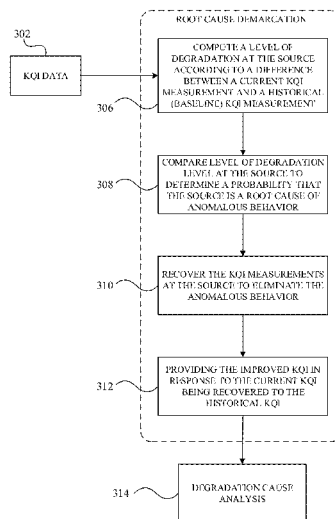 ROOT CAUSE DEMARCATION
302
KQI DATA
COMPUTE A LEVEL OF
DEGRADATION AT THE SOURCE
ACCORDING TO A DIFFERENCE
BETWEEN A CURRENT KQI
MEASUREMENT AND A HISTORICAL
(BASELINE) KQI MEASUREMENT
306
COMPARE LEVEL OF DEGRADATION
LEVEL AT THE SOURCE TO
DETERMINE A PROBABILITY THAT
THE SOURCE IS A ROOT CAUSE OF
ANOMALOUS BEHAVIOR
308
RECOVER THE KQI MEASUREMENTS
AT THE SOURCE TO ELIMINATE THE
ANOMALOUS BEHAVIOR
310
PROVIDING THE IMPROVED KQI IN
RESPONSE TO THE CURRENT KQI
BEING RECOVERED TO THE
HISTORICAL KQI
312
DEGRADATION CAUSE
ANALYSIS
314